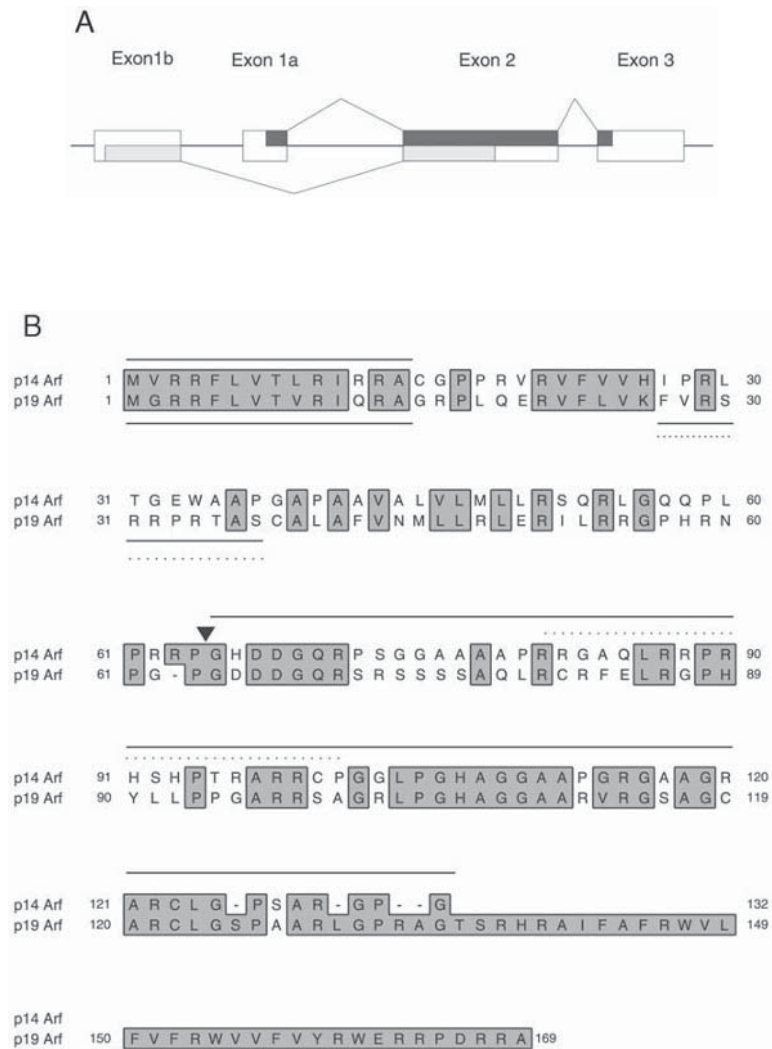 A
Exon1b Exon 1a Exon 2 Exon 3
B
p14 Arf 1 M V R R F L V T L R I R R A C G P P R V R V F V V H I P R L 30
p19 Arf 1 M G R R F L V T V R I Q R A G R P L Q E R V F L V K F V R S 30
p14 Arf 31 T G E W A A P G A P A A V A L V L M L L R S Q R L G Q Q P L 60
p19 Arf 31 R R P R T A S C A L A F V N M L L R L E R I L R R G P H R N 60
p14 Arf 61 P R R P G H D D G Q R P S G G A A A A P R R G A Q L R R P R 90
p19 Arf 61 P G - P G D D D G Q R S R S S S S A Q L R C R F E L R G P H 89
p14 Arf 91 H S H P T R A R R C P G G L P G H A G G A A P G R G A A G R 120
p19 Arf 90 Y L L P P G A R R S A G R L P G H A G G A A R V R G S A G C 119
p14 Arf 121 A R C L G - P S A R - G P - - G 132
p19 Arf 120 A R C L G S P A A R L G P R A G T S R H R A I F A F R W V L 149
p14 Arf
p19 Arf 150 F V F R W V V F V Y R W E R R P D R R A 169